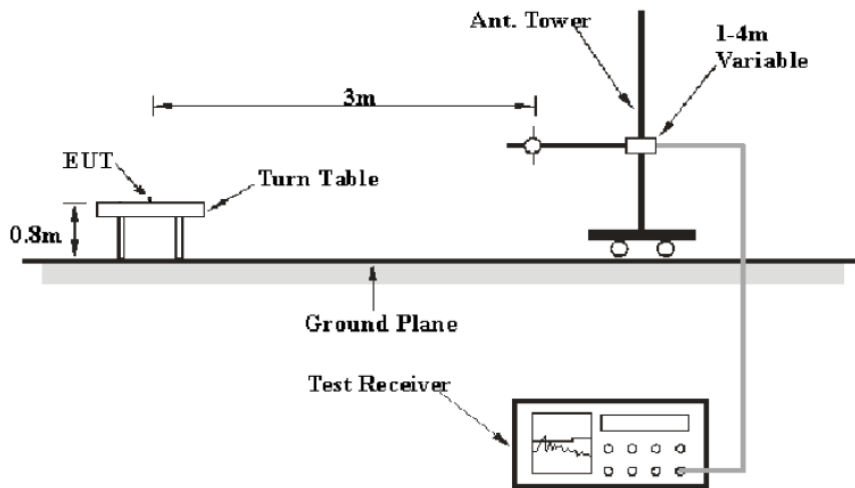 Ant. Tower
1-4m
Variable
3m
EUT
Turn Table
0.8m
Ground Plane
Test Receiver